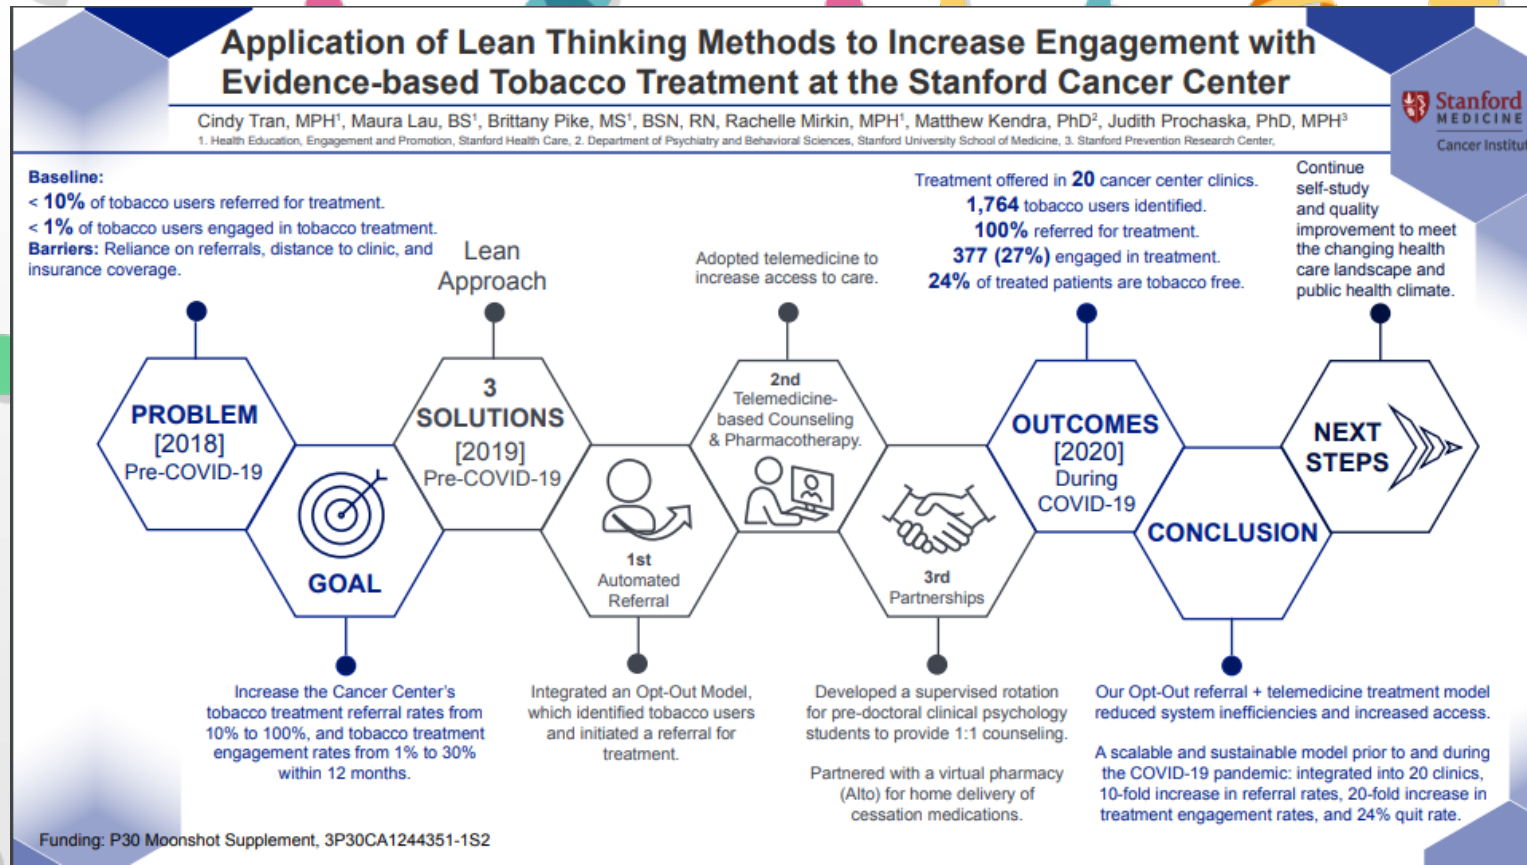 Application of Lean Thinking Methods to Increase Engagement with
Evidence-based Tobacco Treatment at the Stanford Cancer Center
Cindy Tran, MPH¹, Maura Lau, BS¹, Brittany Pike, MS¹, BSN, RN, Rachelle Mirkin, MPH¹, Matthew Kendra, PhD², Judith Prochaska, PhD, MPH³
1. Health Education, Engagement and Promotion, Stanford Health Care, 2. Department of Psychiatry and Behavioral Sciences, Stanford University School of Medicine, 3. Stanford Prevention Research Center,
Stanford
MEDICINE
Cancer Institut
Baseline:
< 10% of tobacco users referred for treatment.
< 1% of tobacco users engaged in tobacco treatment.
Barriers: Reliance on referrals, distance to clinic, and
insurance coverage.
Lean
Approach
Adopted telemedicine to
increase access to care.
Treatment offered in 20 cancer center clinics.
1,764 tobacco users identified.
100% referred for treatment.
377 (27%) engaged in treatment.
24% of treated patients are tobacco free.
Continue
self-study
and quality
improvement to meet
the changing health
care landscape and
public health climate.
PROBLEM
[2018]
Pre-COVID-19
GOAL
3
SOLUTIONS
[2019]
Pre-COVID-19
1st
Automated
Referral
2nd
Telemedicine-
based Counseling
& Pharmacotherapy.
3rd
Partnerships
OUTCOMES
[2020]
During
COVID-19
CONCLUSION
NEXT
STEPS
Increase the Cancer Center's
tobacco treatment referral rates from
10% to 100%, and tobacco treatment
engagement rates from 1% to 30%
within 12 months.
Integrated an Opt-Out Model,
which identified tobacco users
and initiated a referral for
treatment.
Developed a supervised rotation
for pre-doctoral clinical psychology
students to provide 1:1 counseling.
Partnered with a virtual pharmacy
(Alto) for home delivery of
cessation medications.
Our Opt-Out referral + telemedicine treatment model
reduced system inefficiencies and increased access.
A scalable and sustainable model prior to and during
the COVID-19 pandemic: integrated into 20 clinics,
10-fold increase in referral rates, 20-fold increase in
treatment engagement rates, and 24% quit rate.
Funding: P30 Moonshot Supplement, 3P30CA1244351-1S2